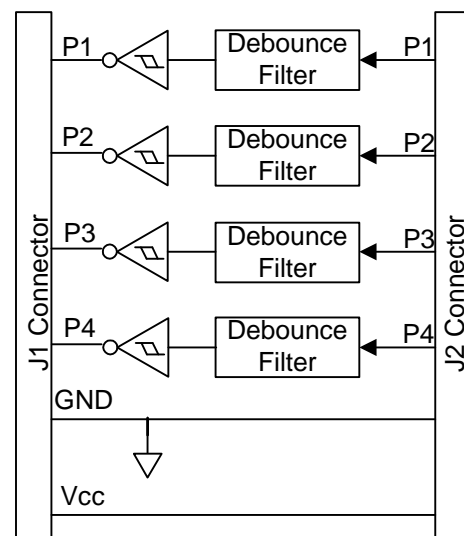 P1
Debounce
Filter
P1
P2
Debounce
Filter
P2
P3
Debounce
Filter
P3
P4
Debounce
Filter
P4
J1 Connector
J2 Connector
GND
Vcc